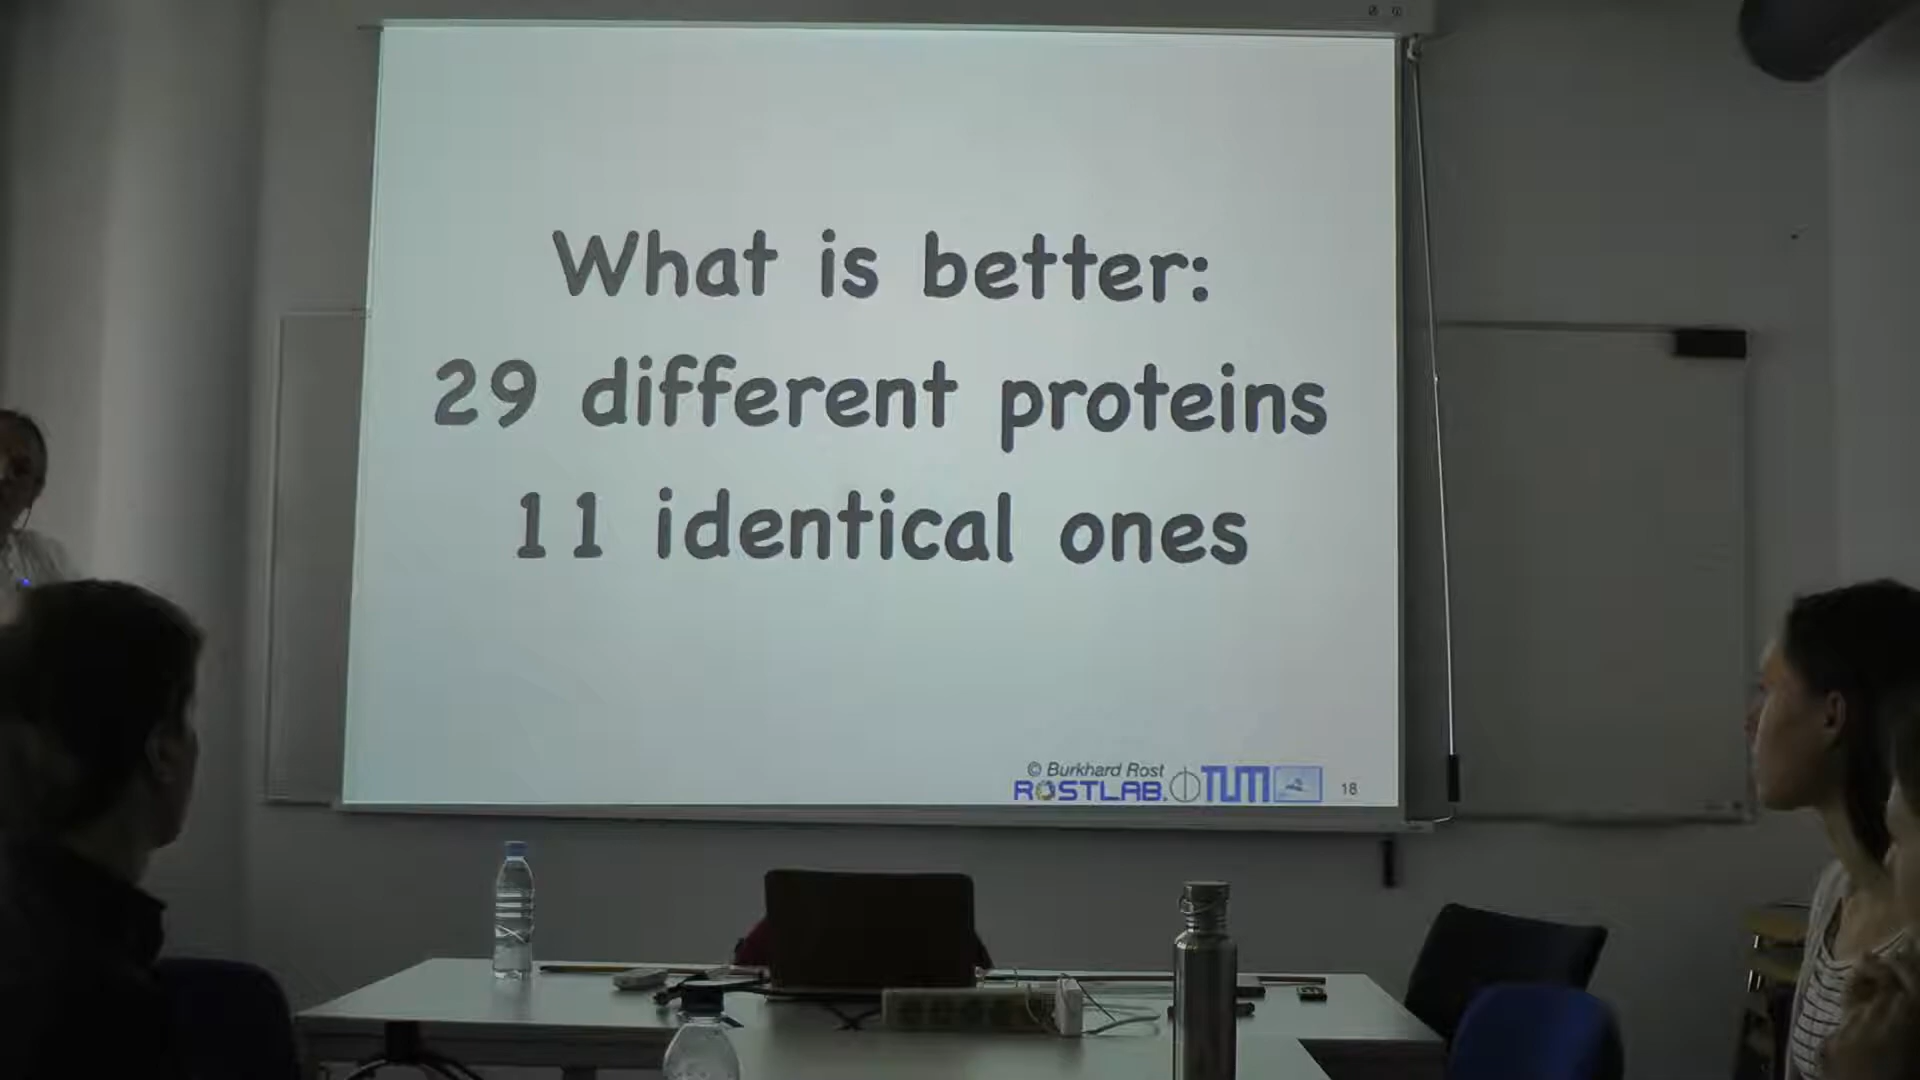 What is better:
29 different proteins
11 identical ones
© Burkhard Rost
ROSTLAB
TUM
18